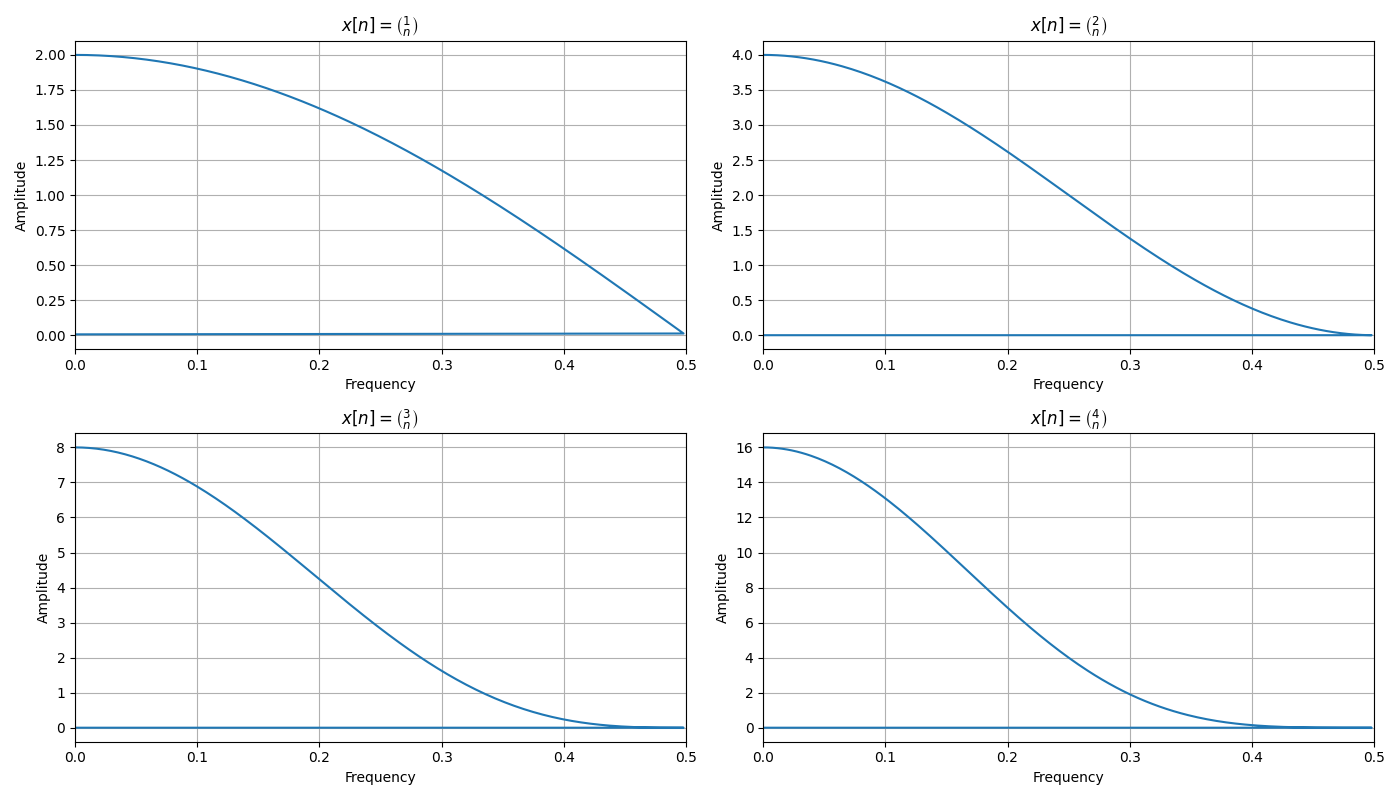 x[n] = (1 n)
x[n] = (2 n)
2.00
1.75
1.50
1.25
1.00
0.75
0.50
0.25
0.00
Amplitude
0.0 0.1 0.2 0.3 0.4 0.5
Frequency
4.0
3.5
3.0
2.5
2.0
1.5
1.0
0.5
0.0
Amplitude
0.0 0.1 0.2 0.3 0.4 0.5
Frequency
x[n] = (3 n)
x[n] = (4 n)
8
7
6
5
4
3
2
1
0
Amplitude
0.0 0.1 0.2 0.3 0.4 0.5
Frequency
16
14
12
10
8
6
4
2
0
Amplitude
0.0 0.1 0.2 0.3 0.4 0.5
Frequency